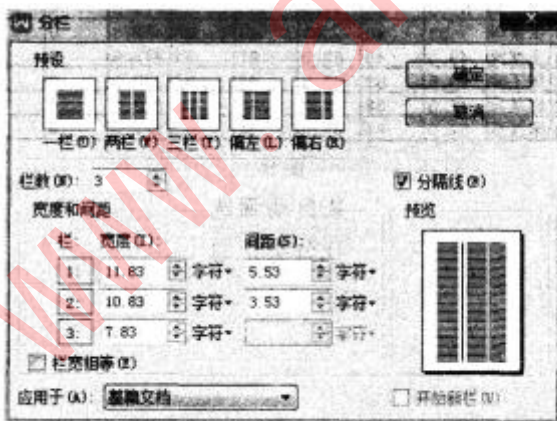 分栏
预设
确定
取消
一栏(O) 两栏(W) 三栏(T) 偏左(L) 偏右(R)
栏数(N): 3
分隔线(B)
宽度和间距
预览
栏: 宽度(I): 间距(S):
1: 11.83 字符 5.53 字符
2: 10.83 字符 3.53 字符
3: 7.83 字符 字符
栏宽相等(E)
应用于(A): 整篇文档
开始新栏(U)
www.a